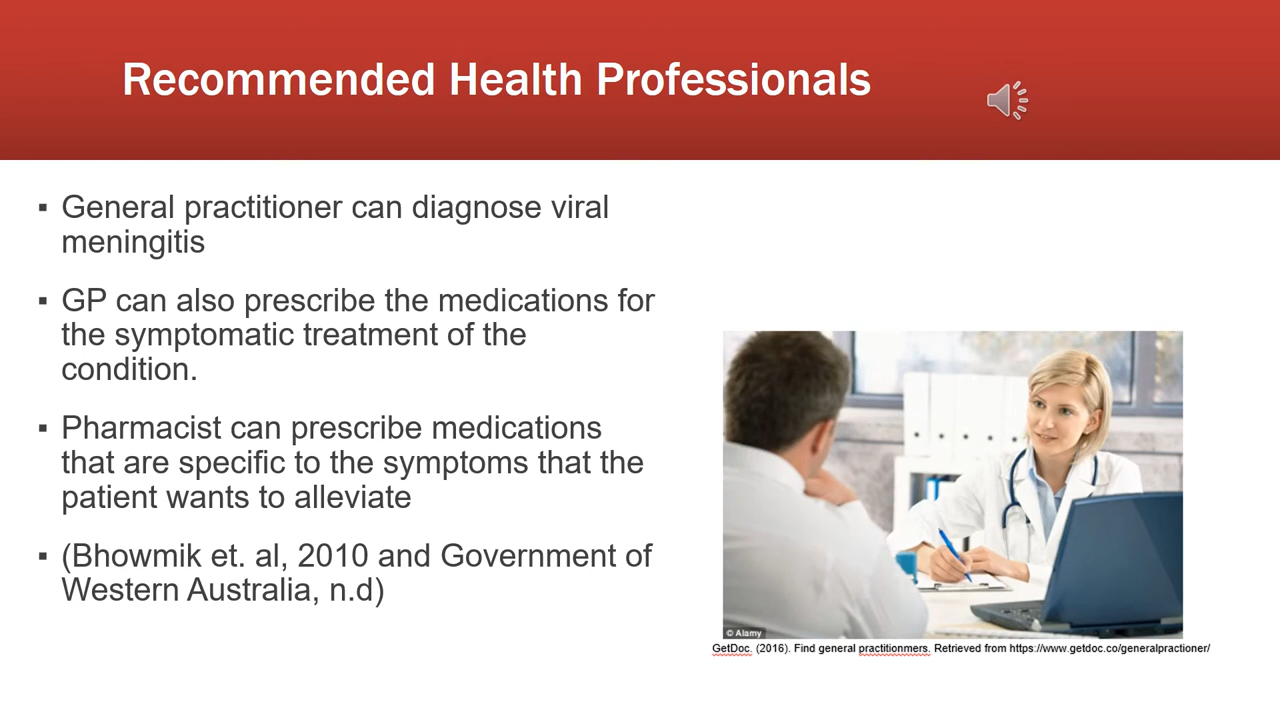 Recommended Health Professionals
▪ General practitioner can diagnose viral
meningitis
▪ GP can also prescribe the medications for
the symptomatic treatment of the
condition.
▪ Pharmacist can prescribe medications
that are specific to the symptoms that the
patient wants to alleviate
▪ (Bhowmik et. al, 2010 and Government of
Western Australia, n.d)
© Alamy
GetDoc. (2016). Find general practitionmers. Retrieved from https://www.getdoc.co/generalpractioner/